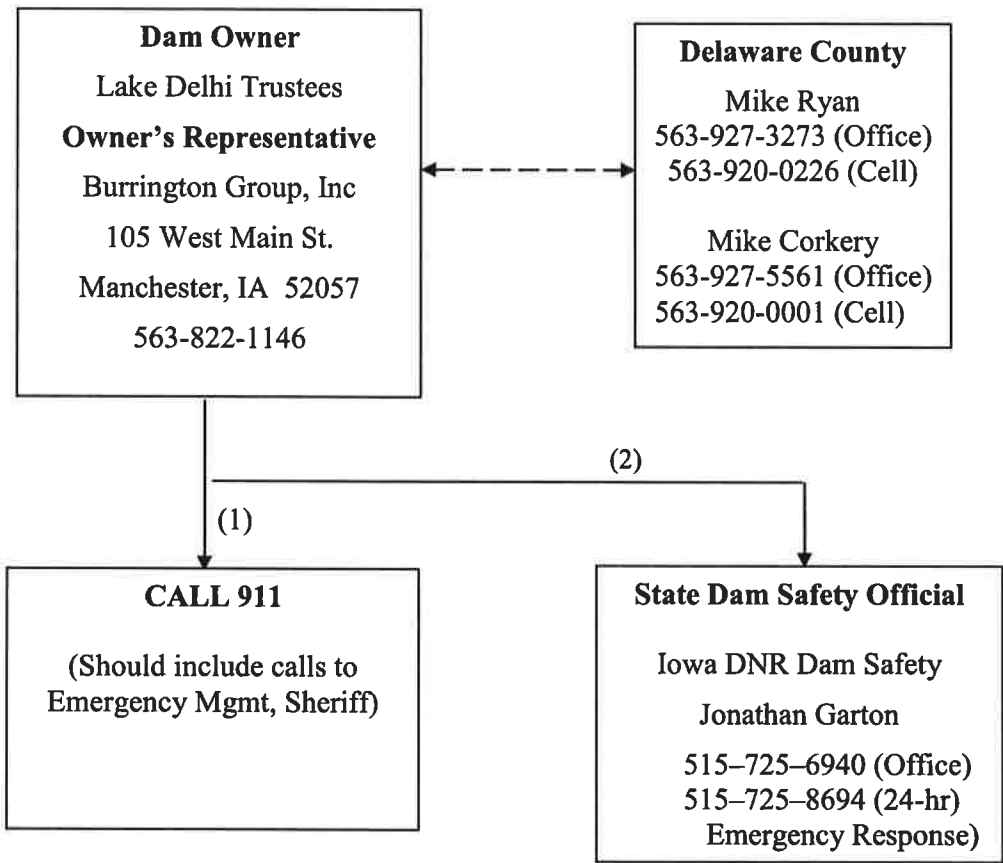 Dam Owner
Lake Delhi Trustees
Owner's Representative
Burrington Group, Inc
105 West Main St.
Manchester, IA 52057
563-822-1146
Delaware County
Mike Ryan
563-927-3273 (Office)
563-920-0226 (Cell)
Mike Corkery
563-927-5561 (Office)
563-920-0001 (Cell)
(2)
(1)
CALL 911
(Should include calls to
Emergency Mgmt, Sheriff)
State Dam Safety Official
Iowa DNR Dam Safety
Jonathan Garton
515–725–6940 (Office)
515–725–8694 (24-hr)
Emergency Response)